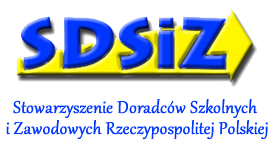 SDSiZ
Stowarzyszenie Doradców Szkolnych
i Zawodowych Rzeczypospolitej Polskiej